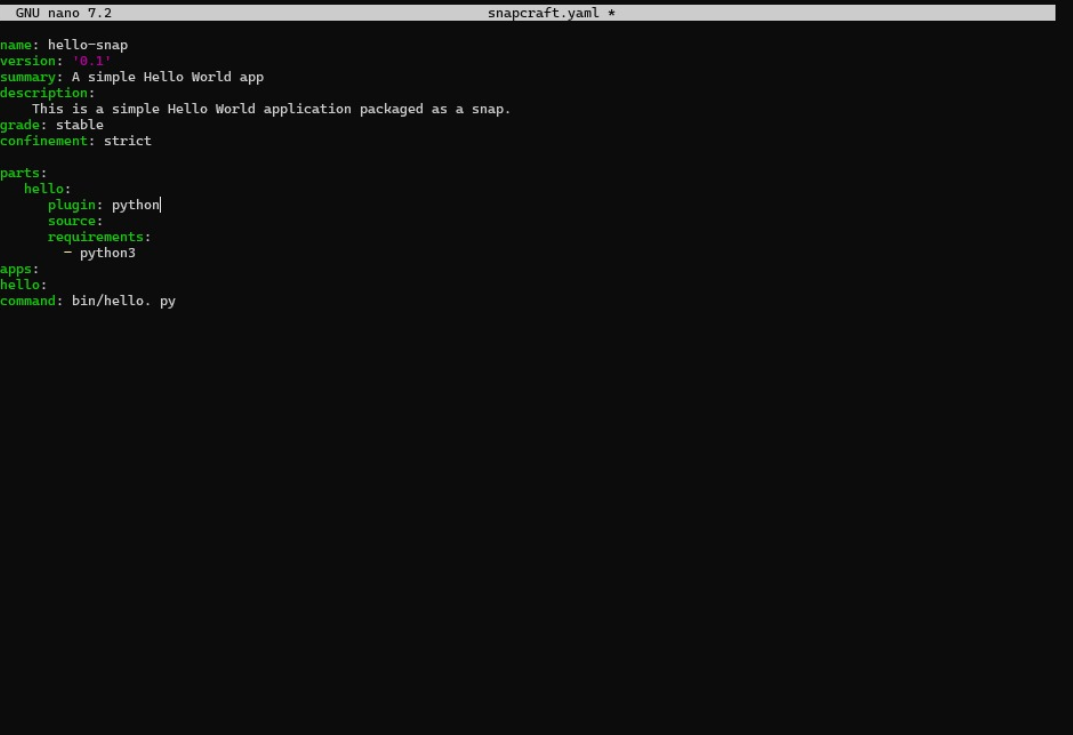 GNU nano 7.2 snapcraft.yaml *
name: hello-snap
version: '0.1'
summary: A simple Hello World app
description:
    This is a simple Hello World application packaged as a snap.
grade: stable
confinement: strict
parts:
   hello:
      plugin: python
      source:
      requirements:
        - python3
apps:
hello:
command: bin/hello. py